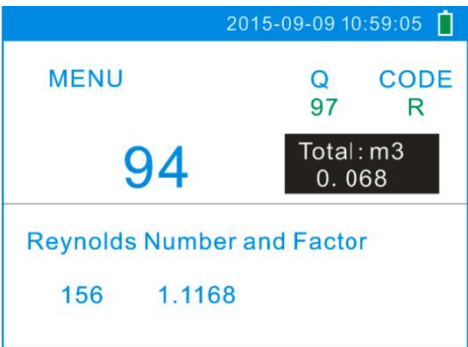 2015-09-09 10:59:05
MENU Q CODE
97 R
94 Total:m3
0.068
Reynolds Number and Factor
156 1.1168